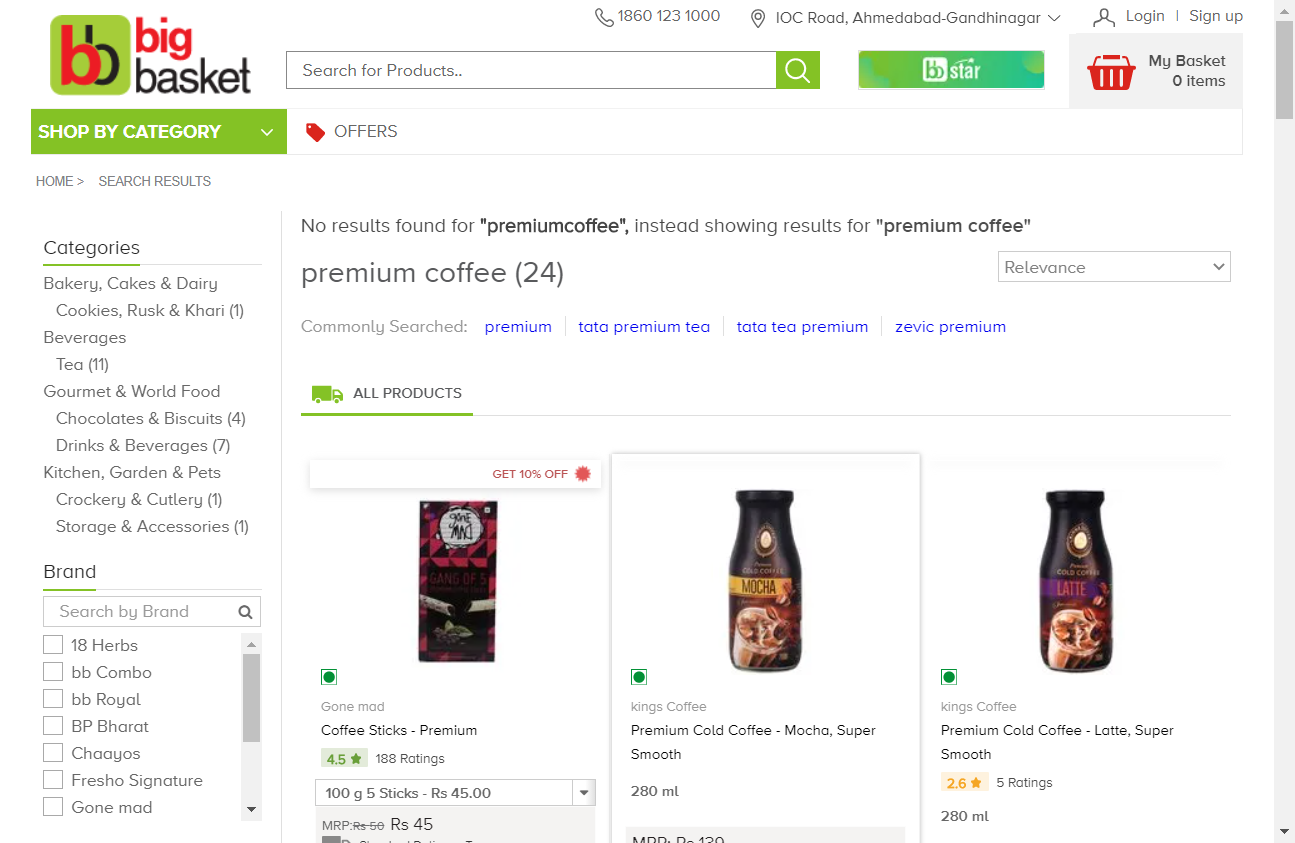 1860 123 1000
IOC Road, Ahmedabad-Gandhinagar
Login | Sign up
bb big basket
Search for Products..
bb star
My Basket
0 items
SHOP BY CATEGORY
OFFERS
HOME > SEARCH RESULTS
No results found for "premiumcoffee", instead showing results for "premium coffee"
premium coffee (24)
Relevance
Commonly Searched: premium | tata premium tea | tata tea premium | zevic premium
ALL PRODUCTS
Categories
Bakery, Cakes & Dairy
Cookies, Rusk & Khari (1)
Beverages
Tea (11)
Gourmet & World Food
Chocolates & Biscuits (4)
Drinks & Beverages (7)
Kitchen, Garden & Pets
Crockery & Cutlery (1)
Storage & Accessories (1)
Brand
Search by Brand
18 Herbs
bb Combo
bb Royal
BP Bharat
Chaayos
Fresho Signature
Gone mad
GET 10% OFF
gone MAD
GANG OF 5
Gone mad
Coffee Sticks - Premium
4.5 188 Ratings
100 g 5 Sticks - Rs 45.00
MRP:Rs 50 Rs 45
Premium
COLD COFFEE
MOCHA
kings Coffee
Premium Cold Coffee - Mocha, Super
Smooth
280 ml
MRP: Rs 139
Premium
COLD COFFEE
LATTE
kings Coffee
Premium Cold Coffee - Latte, Super
Smooth
2.6 5 Ratings
280 ml